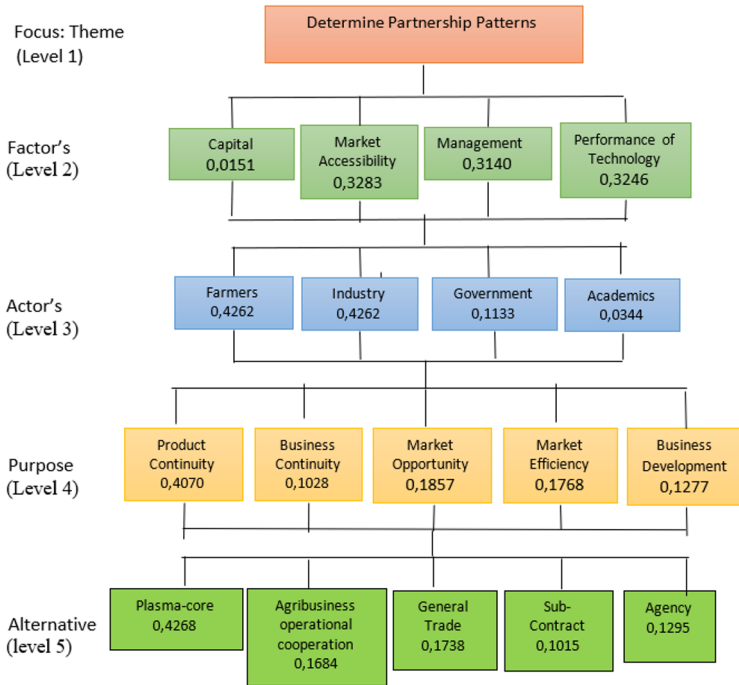 Focus: Theme
(Level 1)
Determine Partnership Patterns
Factor's
(Level 2)
Capital
0,0151
Market
Accessibility
0,3283
Management
0,3140
Performance of
Technology
0,3246
Actor's
(Level 3)
Farmers
0,4262
Industry
0,4262
Government
0,1133
Academics
0,0344
Purpose
(Level 4)
Product
Continuity
0,4070
Business
Continuity
0,1028
Market
Opportunity
0,1857
Market
Efficiency
0,1768
Business
Development
0,1277
Alternative
(level 5)
Plasma-core
0,4268
Agribusiness
operational
cooperation
0,1684
General
Trade
0,1738
Sub-
Contract
0,1015
Agency
0,1295